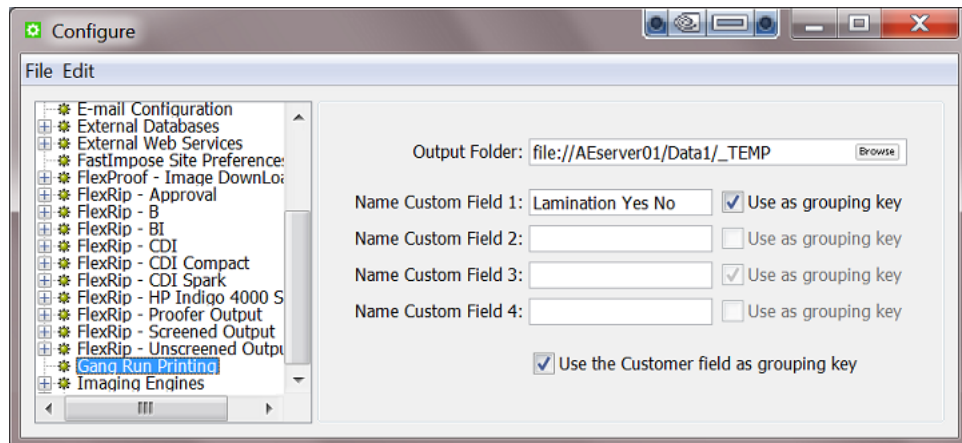 Configure
File Edit
E-mail Configuration
External Databases
External Web Services
FastImpose Site Preferences
FlexProof - Image DownLoa
FlexRip - Approval
FlexRip - B
FlexRip - BI
FlexRip - CDI
FlexRip - CDI Compact
FlexRip - CDI Spark
FlexRip - HP Indigo 4000 S
FlexRip - Proofer Output
FlexRip - Screened Output
FlexRip - Unscreened Outpu
Gang Run Printing
Imaging Engines
Output Folder: file://AEserver01/Data1/_TEMP Browse
Name Custom Field 1: Lamination Yes No Use as grouping key
Name Custom Field 2: Use as grouping key
Name Custom Field 3: Use as grouping key
Name Custom Field 4: Use as grouping key
Use the Customer field as grouping key